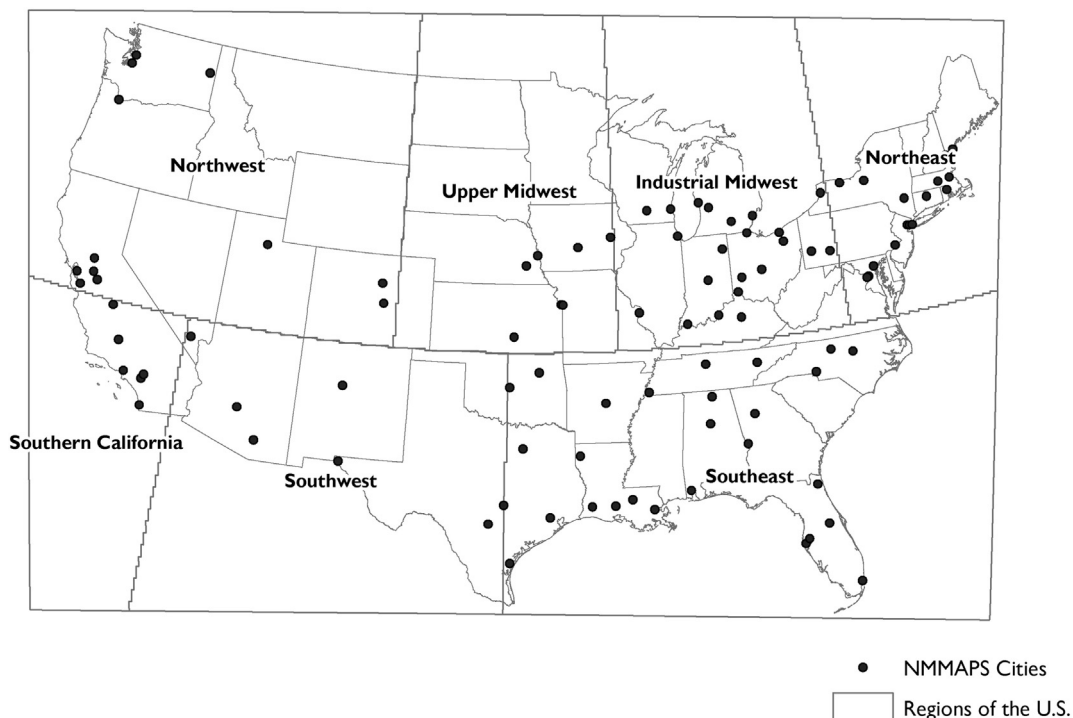 Northeast
Northwest
Upper Midwest
Industrial Midwest
Southern California
Southwest
Southeast
NMMAPS Cities
Regions of the U.S.